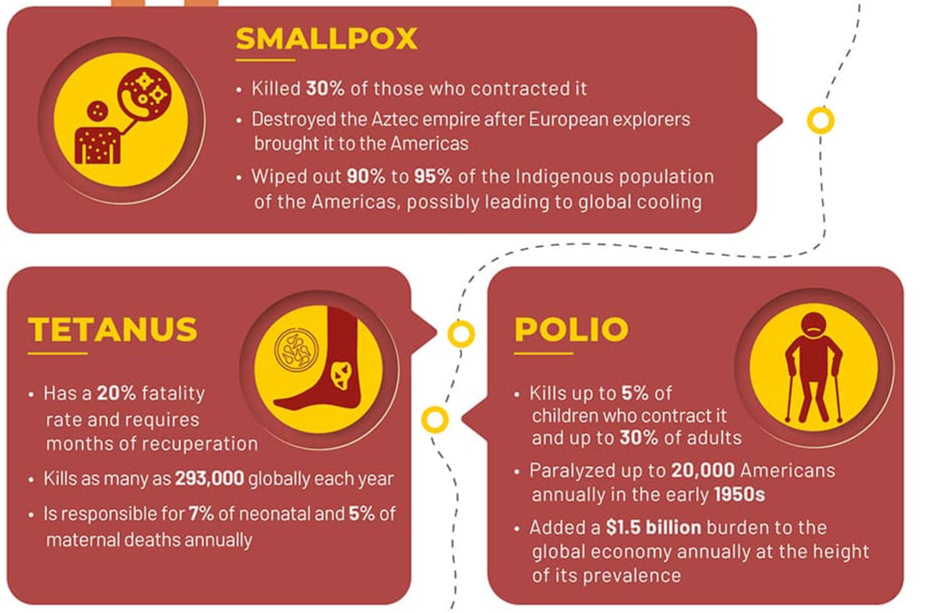 SMALLPOX
• Killed 30% of those who contracted it
• Destroyed the Aztec empire after European explorers
brought it to the Americas
• Wiped out 90% to 95% of the Indigenous population
of the Americas, possibly leading to global cooling
TETANUS
• Has a 20% fatality
rate and requires
months of recuperation
• Kills as many as 293,000 globally each year
• Is responsible for 7% of neonatal and 5% of
maternal deaths annually
POLIO
• Kills up to 5% of
children who contract it
and up to 30% of adults
• Paralyzed up to 20,000 Americans
annually in the early 1950s
• Added a $1.5 billion burden to the
global economy annually at the height
of its prevalence